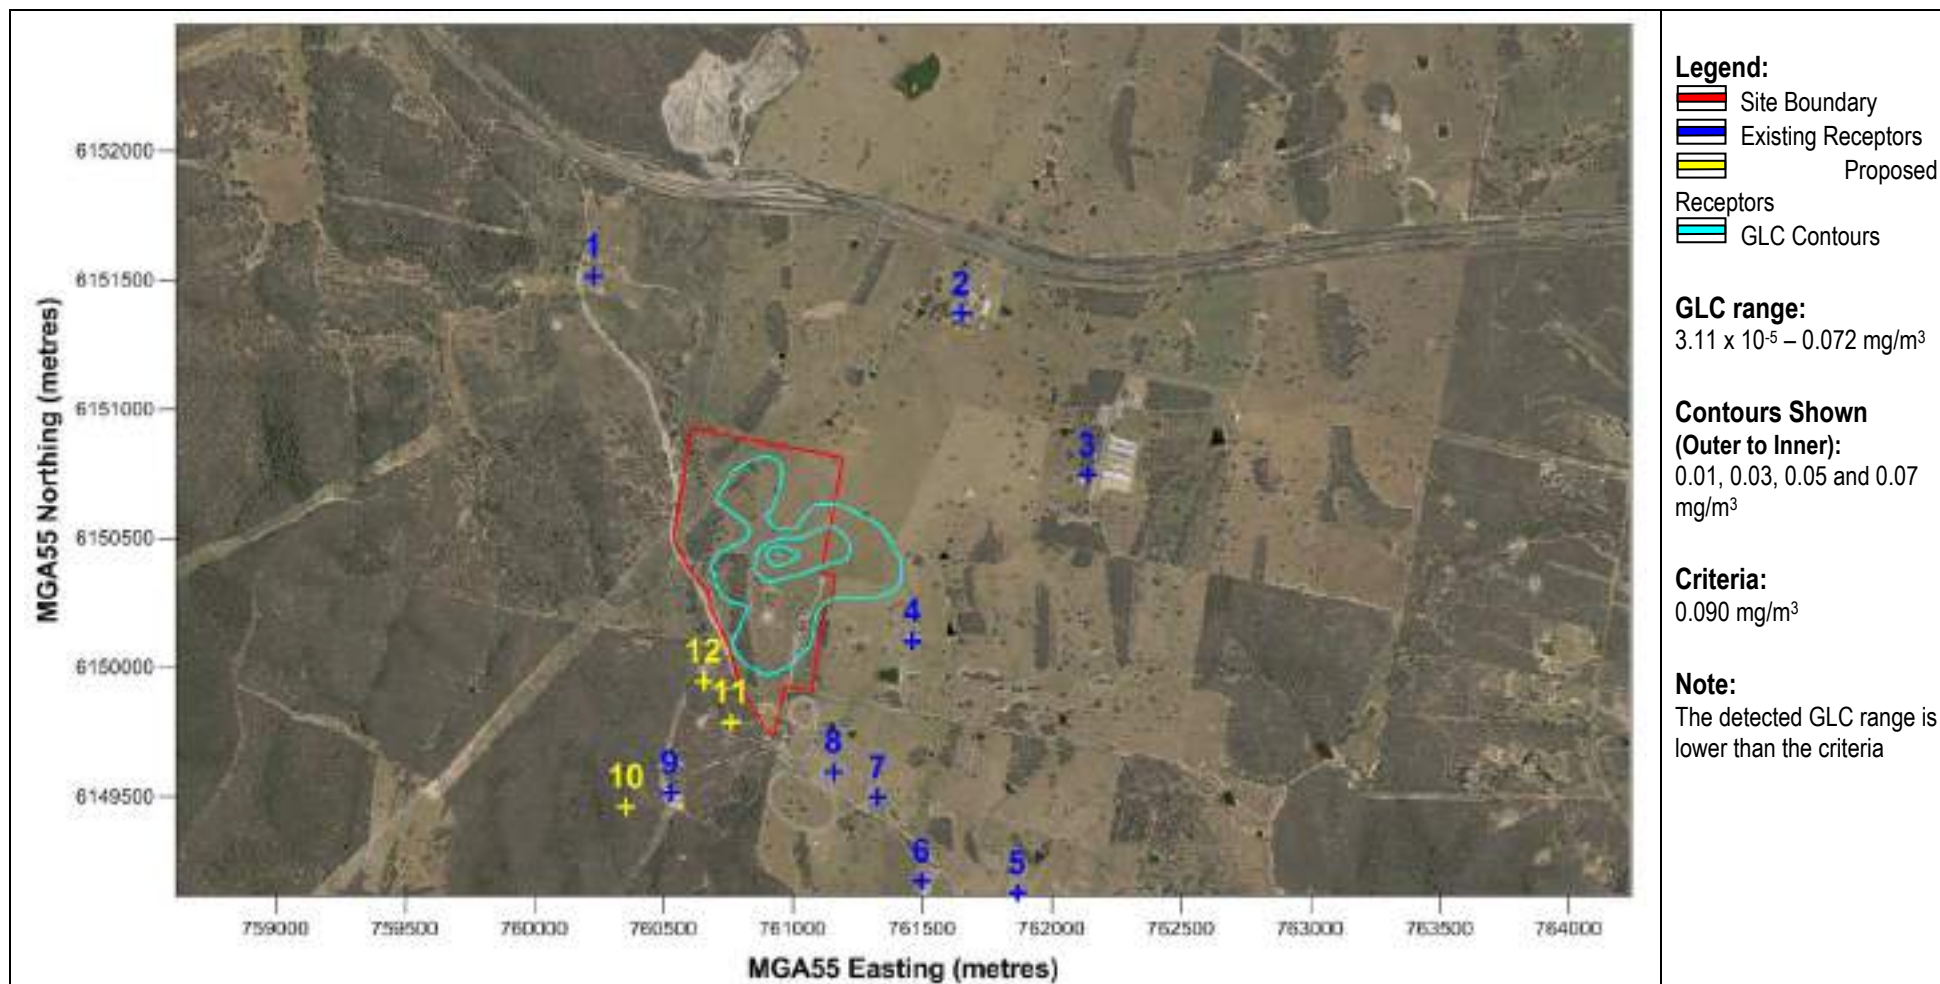 6152000
6151500
6151000
6150500
6150000
6149500
MGA55 Northing (metres)
1
2
3
4
12
11
10
9
8
7
6
5
759000
759500
760000
760500
761000
761500
762000
762500
763000
763500
764000
MGA55 Easting (metres)
Legend:
Site Boundary
Existing Receptors
Proposed
Receptors
GLC Contours
GLC range:
3.11 x 10⁻⁵ – 0.072 mg/m³
Contours Shown
(Outer to Inner):
0.01, 0.03, 0.05 and 0.07
mg/m³
Criteria:
0.090 mg/m³
Note:
The detected GLC range is
lower than the criteria